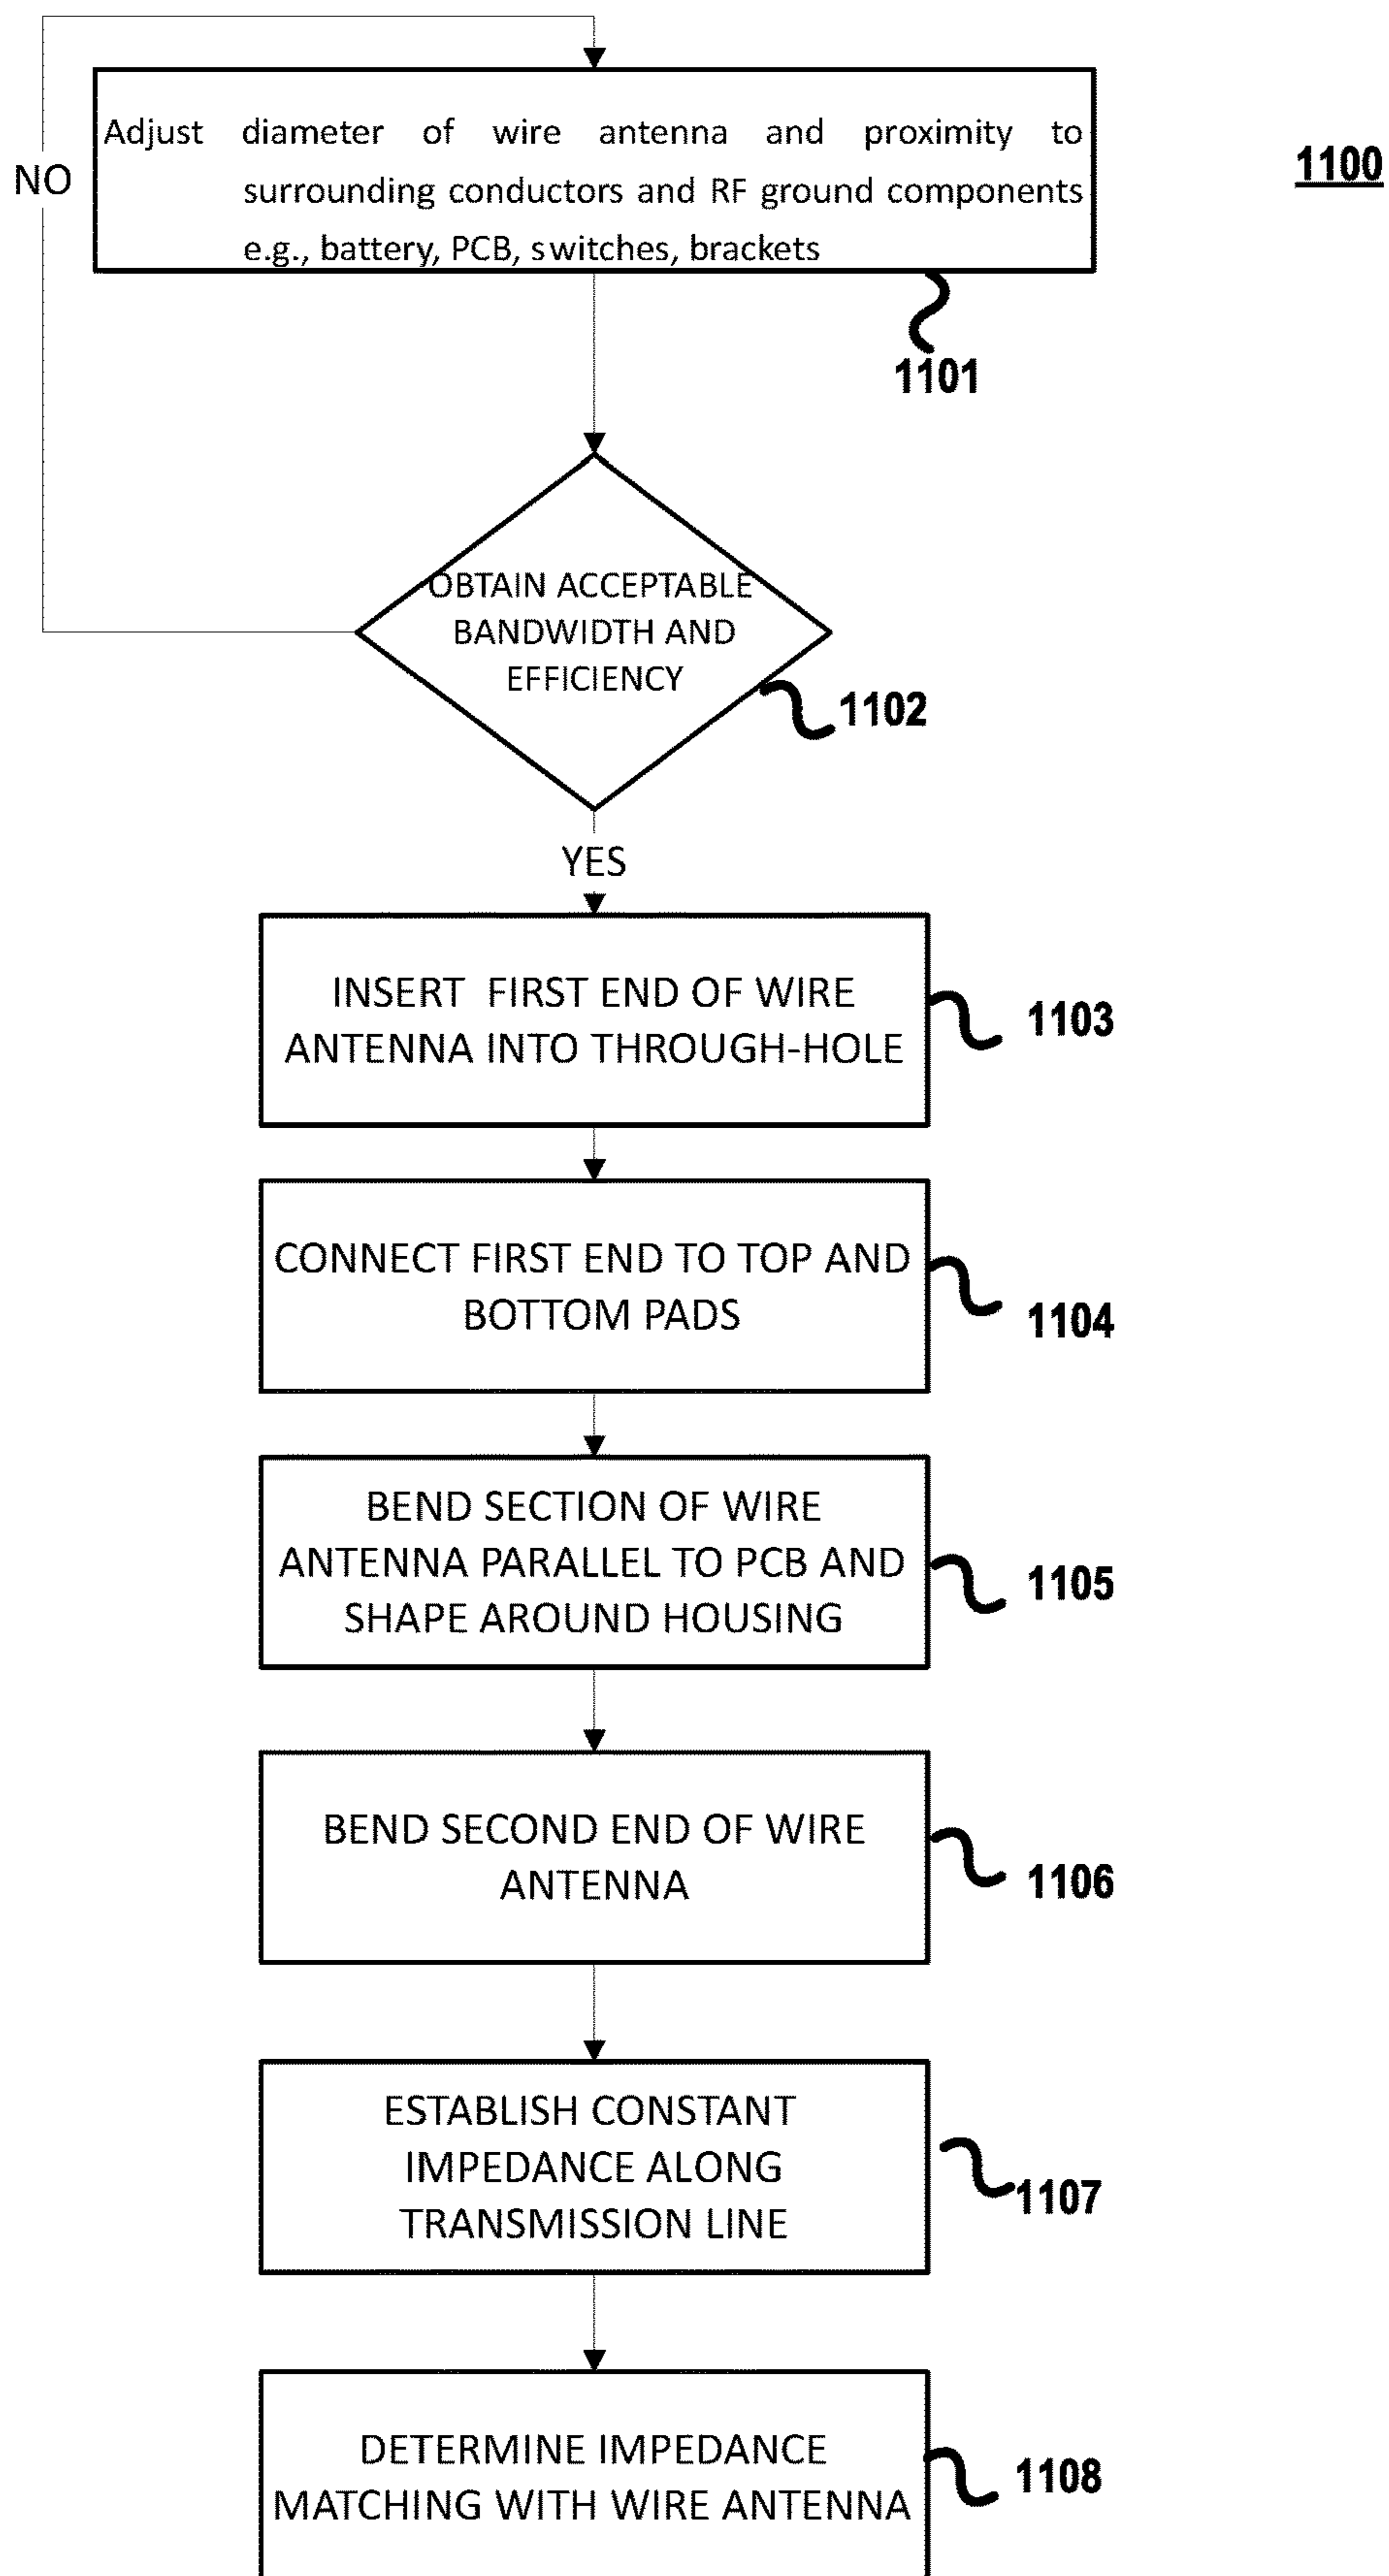 1100
Adjust diameter of wire antenna and proximity to
surrounding conductors and RF ground components
e.g., battery, PCB, switches, brackets
NO
1101
OBTAIN ACCEPTABLE
BANDWIDTH AND
EFFICIENCY
1102
YES
INSERT FIRST END OF WIRE
ANTENNA INTO THROUGH-HOLE
1103
CONNECT FIRST END TO TOP AND
BOTTOM PADS
1104
BEND SECTION OF WIRE
ANTENNA PARALLEL TO PCB AND
SHAPE AROUND HOUSING
1105
BEND SECOND END OF WIRE
ANTENNA
1106
ESTABLISH CONSTANT
IMPEDANCE ALONG
TRANSMISSION LINE
1107
DETERMINE IMPEDANCE
MATCHING WITH WIRE ANTENNA
1108